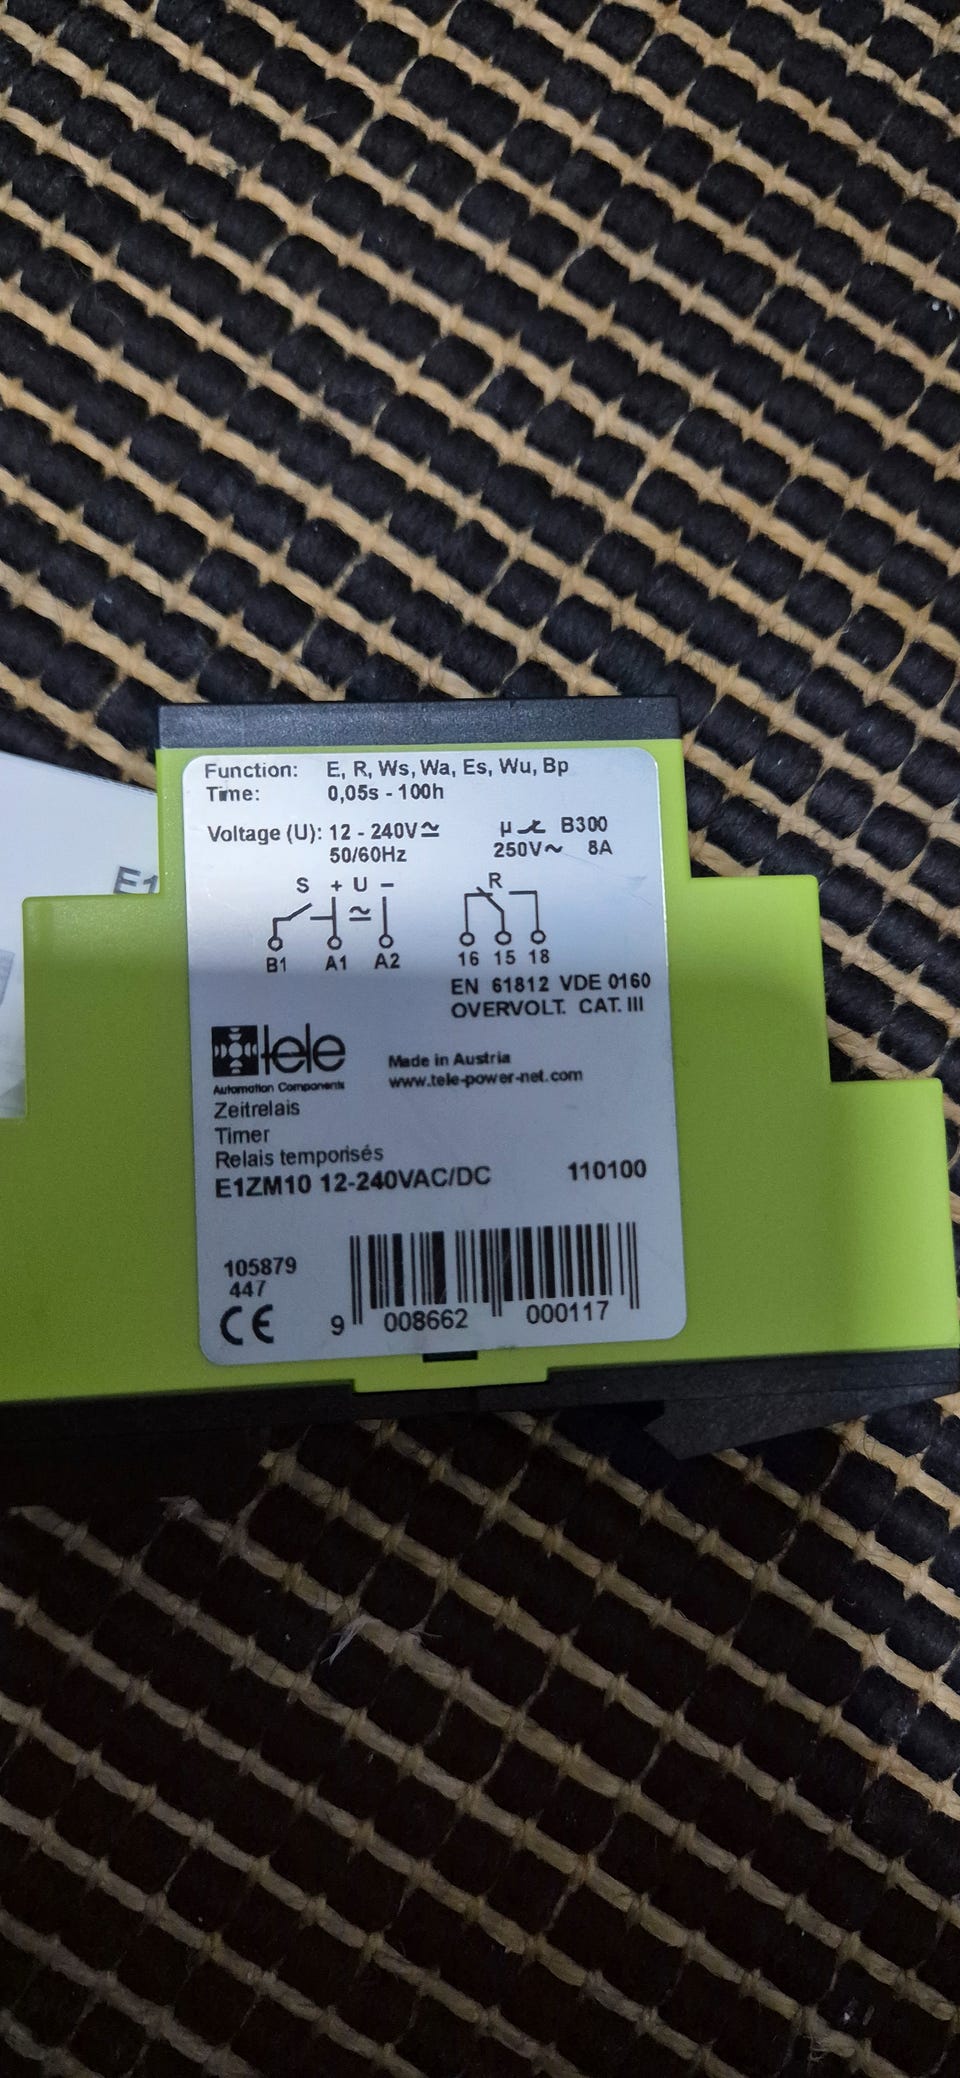 Function: E, R, Ws, Wa, Es, Wu, Bp
Time: 0,05s - 100h
Voltage (U): 12 - 240V≃
50/60Hz
µ B300
250V~ 8A
S + U −
≃
B1 A1 A2
R
16 15 18
EN 61812 VDE 0160
OVERVOLT. CAT. III
E1
tele
Automation Components
Made in Austria
www.tele-power-net.com
Zeitrelais
Timer
Relais temporisés
E1ZM10 12-240VAC/DC 110100
105879
447
CE
9 008662 000117